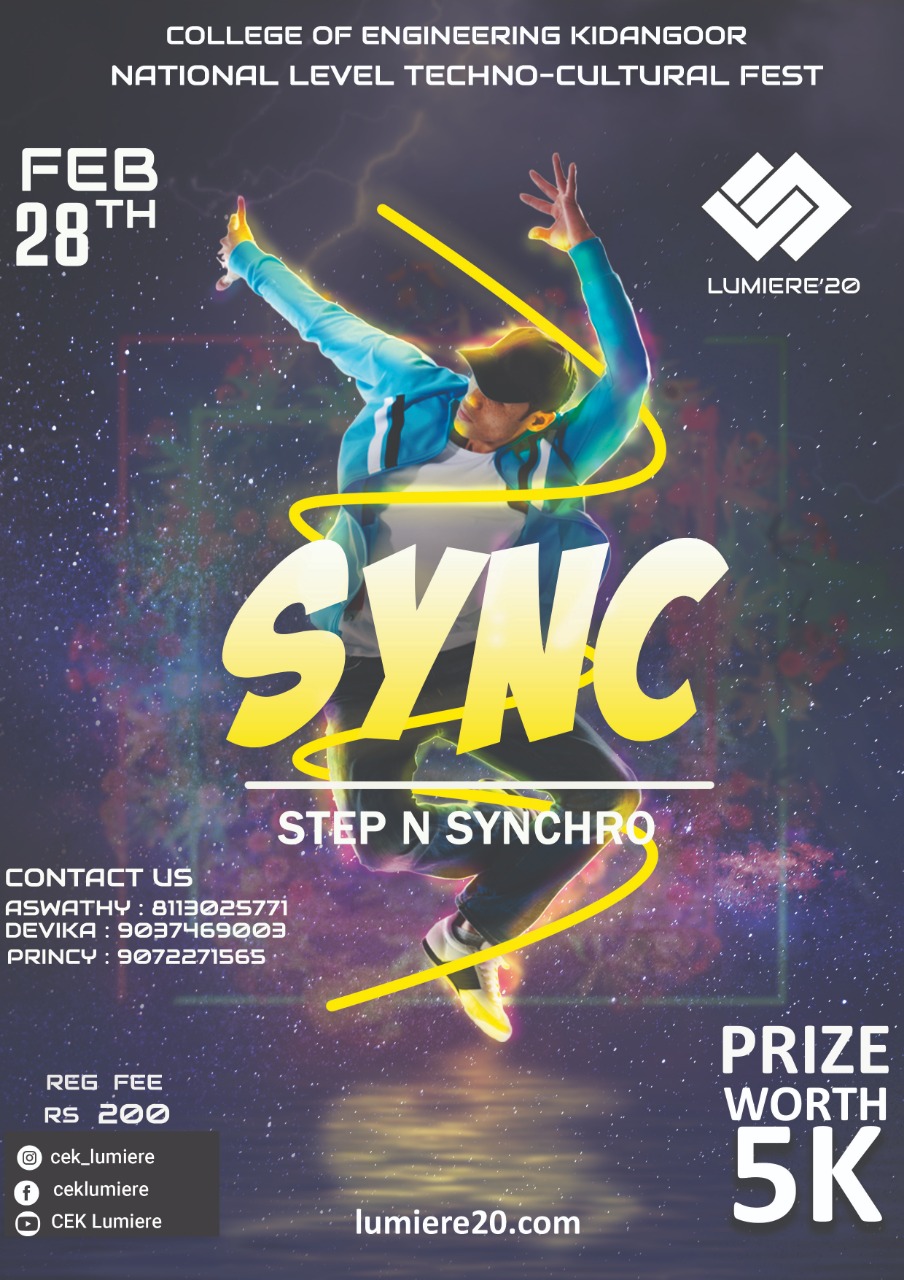 COLLEGE OF ENGINEERING KIDANGOOR
NATIONAL LEVEL TECHNO-CULTURAL FEST
FEB
28TH
LUMIERE'20
SYNC
STEP N SYNCHRO
CONTACT US
ASWATHY : 8113025771
DEVIKA : 9037469003
PRINCY : 9072271565
REG FEE
RS 200
cek_lumiere
ceklumiere
CEK Lumiere
lumiere20.com
PRIZE
WORTH
5K